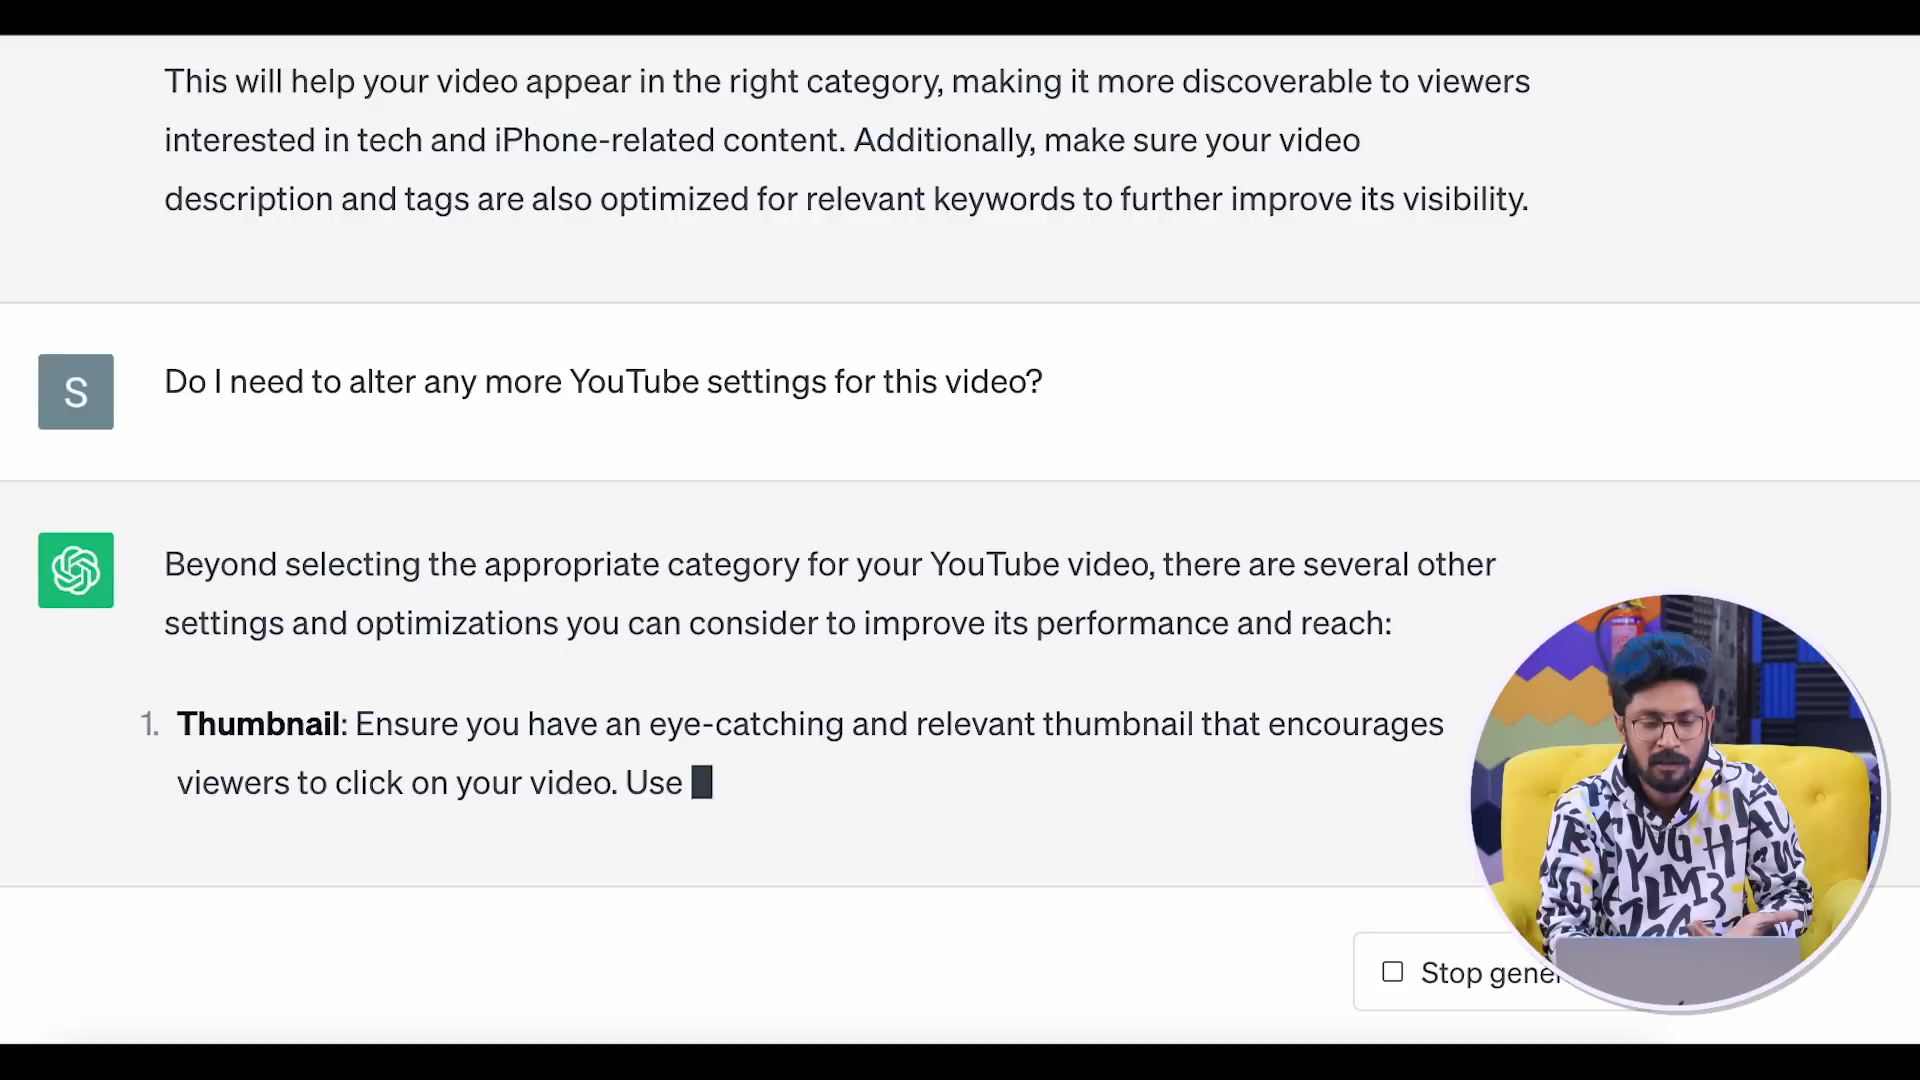 This will help your video appear in the right category, making it more discoverable to viewers
interested in tech and iPhone-related content. Additionally, make sure your video
description and tags are also optimized for relevant keywords to further improve its visibility.
S
Do I need to alter any more YouTube settings for this video?
Beyond selecting the appropriate category for your YouTube video, there are several other
settings and optimizations you can consider to improve its performance and reach:
1. Thumbnail: Ensure you have an eye-catching and relevant thumbnail that encourages
viewers to click on your video. Use
Stop gener